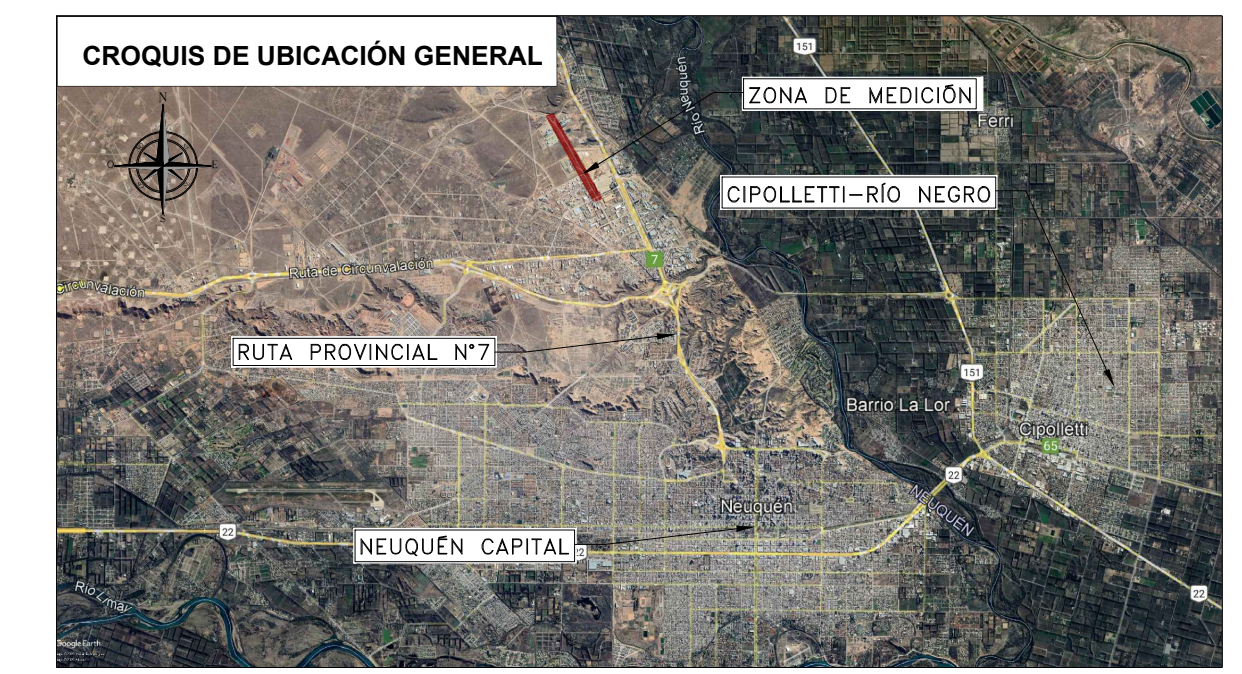 CROQUIS DE UBICACIÓN GENERAL
N
O
E
S
151
Río Neuquén
ZONA DE MEDICIÓN
Ferri
CIPOLLETTI-RÍO NEGRO
7
Ruta de Circunvalación
Circunvalación
RUTA PROVINCIAL N°7
151
Barrio La Lor
Cipolletti
65
22
NEUQUÉN
Neuquén
22
NEUQUÉN CAPITAL
22
22
Río Limay
Google Earth